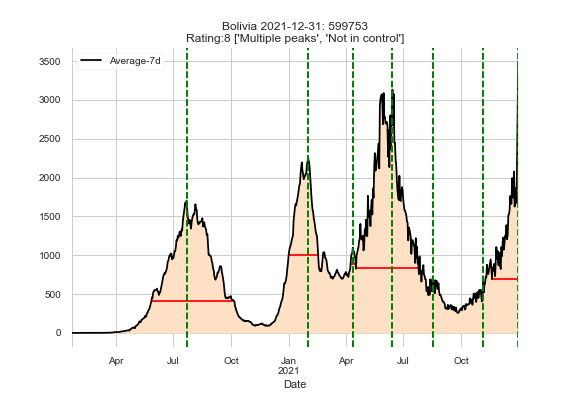 Bolivia 2021-12-31: 599753
Rating:8 ['Multiple peaks', 'Not in control']
Average-7d
3500
3000
2500
2000
1500
1000
500
0
Apr
Jul
Oct
Jan
2021
Apr
Jul
Oct
Date